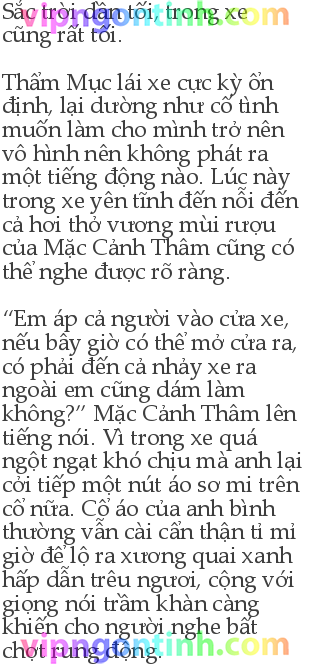 Sắc trời dần tối, trong xe
vipngontinh.com
cũng rất tối.
Thẩm Mục lái xe cực kỳ ổn
định, lại dường như cố tình
muốn làm cho mình trở nên
vô hình nên không phát ra
một tiếng động nào. Lúc này
trong xe yên tĩnh đến nỗi đến
cả hơi thở vương mùi rượu
của Mặc Cảnh Thâm cũng có
thể nghe được rõ ràng.
“Em áp cả người vào cửa xe,
nếu bây giờ có thể mở cửa ra,
có phải đến cả nhảy xe ra
ngoài em cũng dám làm
không?” Mặc Cảnh Thâm lên
tiếng nói. Vì trong xe quá
ngột ngạt khó chịu mà anh lại
cởi tiếp một nút áo sơ mi trên
cổ nữa. Cổ áo của anh bình
thường vẫn cài cẩn thận tỉ mỉ
giờ để lộ ra xương quai xanh
hấp dẫn trêu ngươi, cộng với
giọng nói trầm khàn càng
khiến cho người nghe bất
chợt rung động.
vipngontinh.com